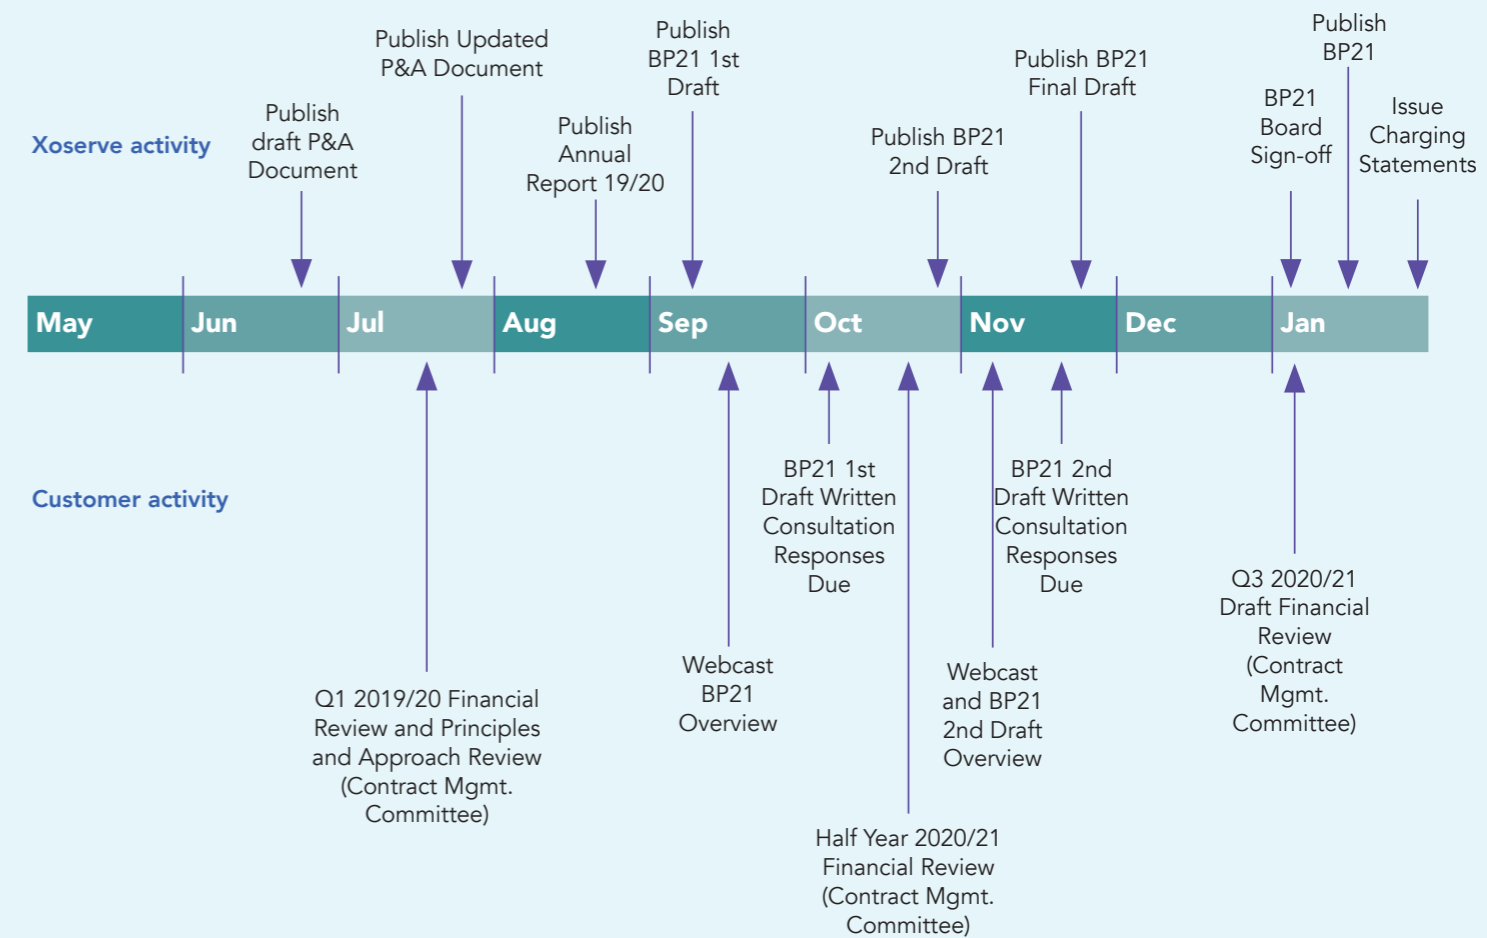 Xoserve activity
Publish
draft P&A
Document
Publish Updated
P&A Document
Publish
Annual
Report 19/20
Publish
BP21 1st
Draft
Publish BP21
2nd Draft
Publish BP21
Final Draft
BP21
Board
Sign-off
Publish
BP21
Issue
Charging
Statements
May
Jun
Jul
Aug
Sep
Oct
Nov
Dec
Jan
Customer activity
Q1 2019/20 Financial
Review and Principles
and Approach Review
(Contract Mgmt.
Committee)
Webcast
BP21
Overview
BP21 1st
Draft Written
Consultation
Responses
Due
Half Year 2020/21
Financial Review
(Contract Mgmt.
Committee)
Webcast
and BP21
2nd Draft
Overview
BP21 2nd
Draft Written
Consultation
Responses
Due
Q3 2020/21
Draft Financial
Review
(Contract
Mgmt.
Committee)